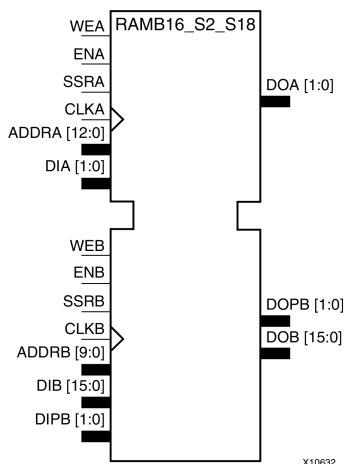 RAMB16_S2_S18
WEA
ENA
SSRA
CLKA
ADDRA [12:0]
DIA [1:0]
DOA [1:0]
WEB
ENB
SSRB
CLKB
ADDRB [9:0]
DIB [15:0]
DIPB [1:0]
DOPB [1:0]
DOB [15:0]
X10632